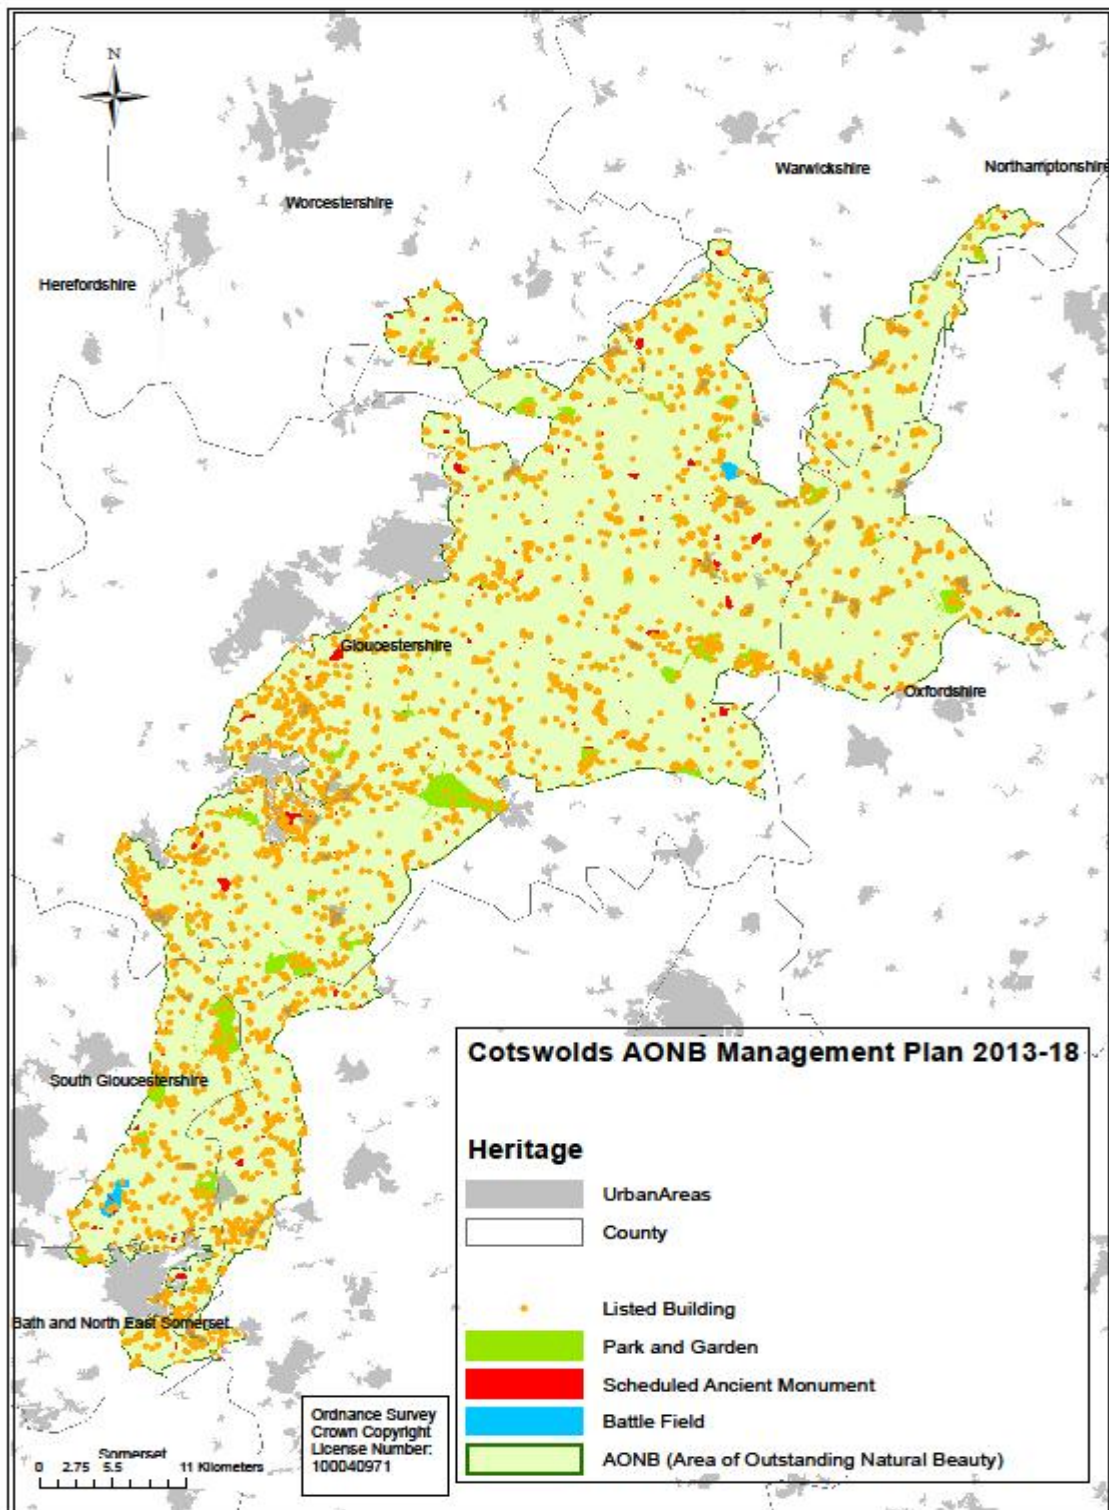 N
Warwickshire
Northamptonshire
Worcestershire
Herefordshire
Gloucestershire
Oxfordshire
Cotswolds AONB Management Plan 2013-18
South Gloucestershire
Heritage
UrbanAreas
County
Listed Building
Bath and North East Somerset
Park and Garden
Scheduled Ancient Monument
Battle Field
AONB (Area of Outstanding Natural Beauty)
Ordnance Survey
Crown Copyright
License Number:
100040971
Somerset
0 2.75 5.5 11 Kilometers